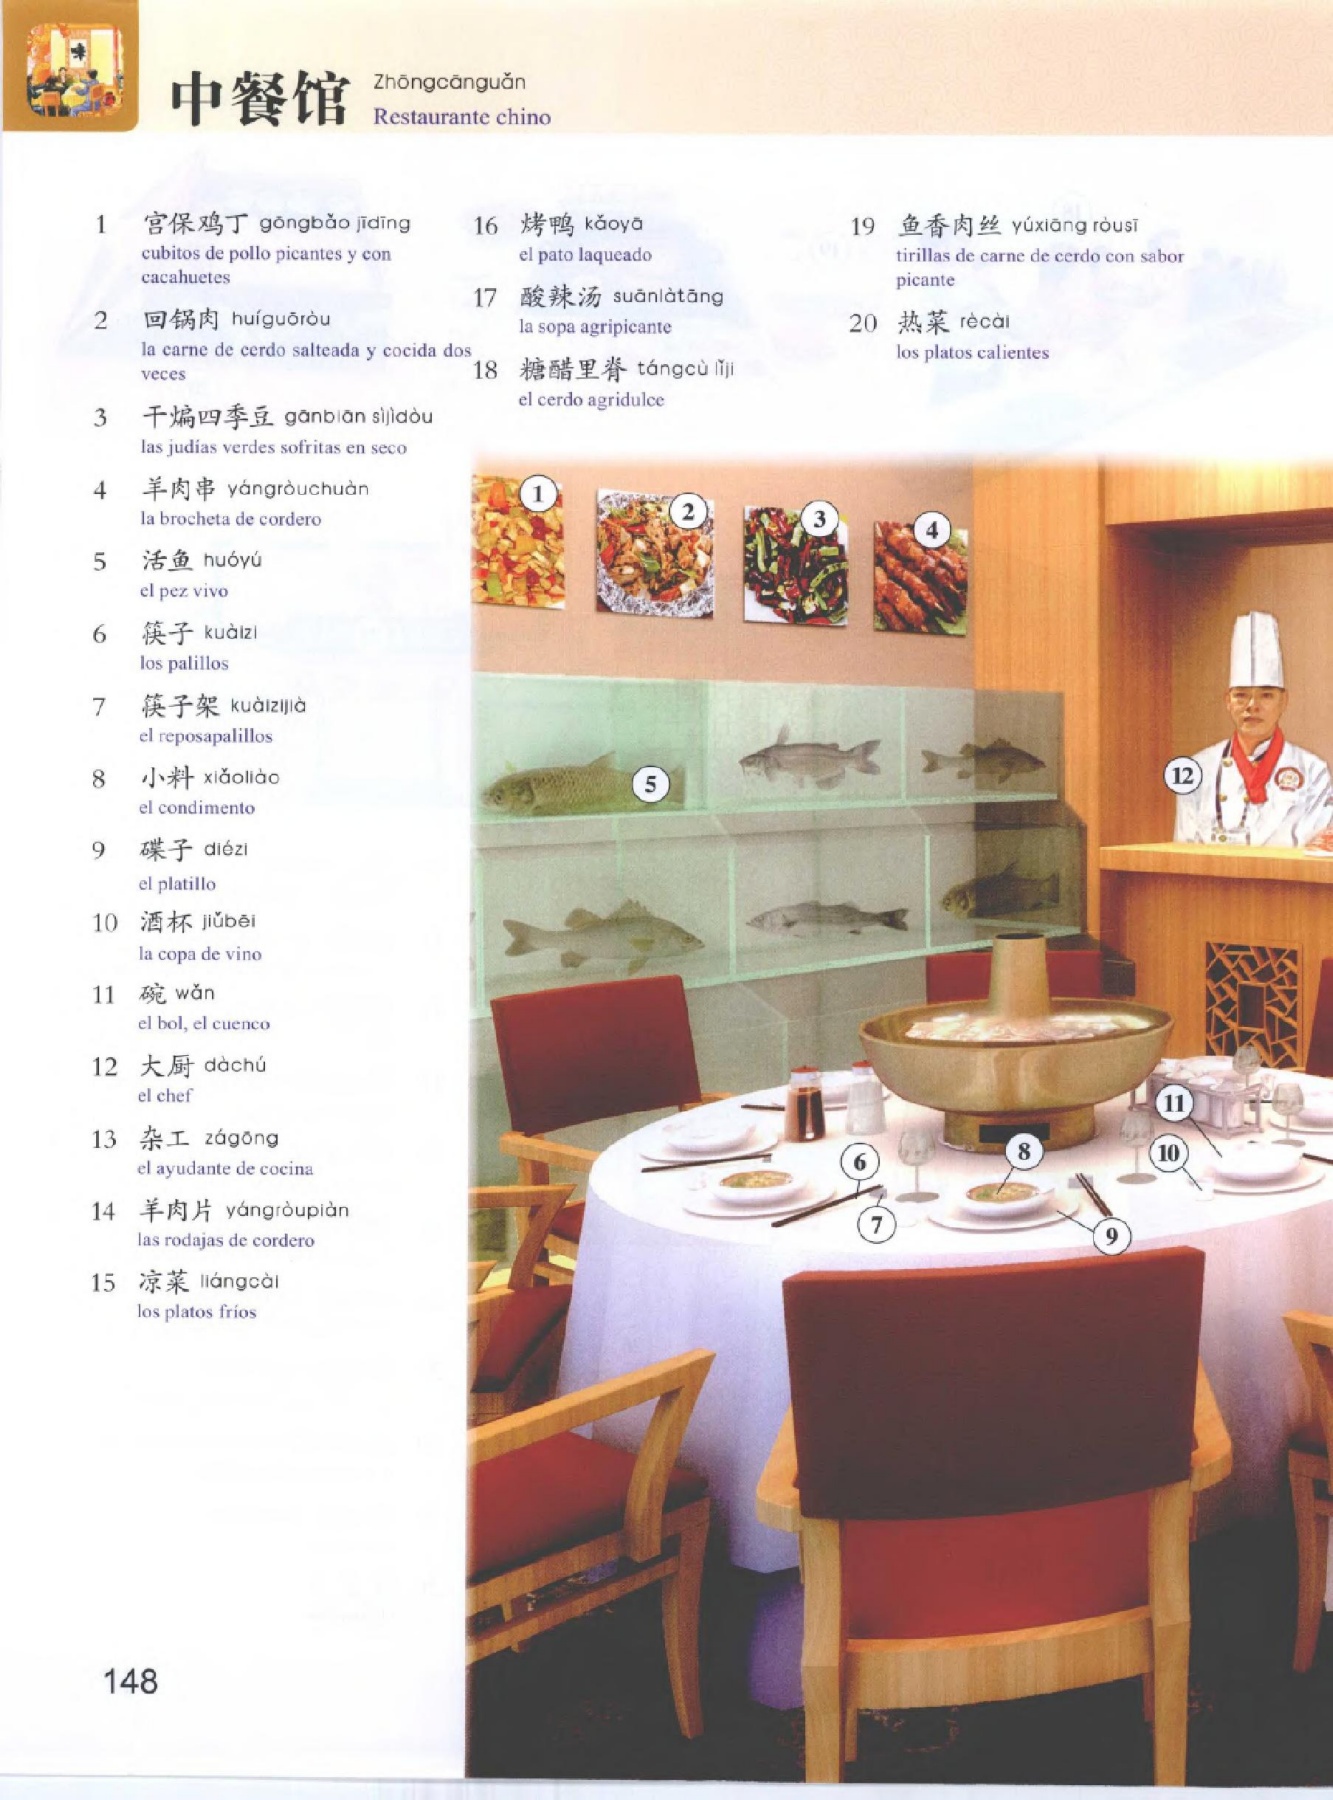 中餐馆 Zhōngcānguǎn
Restaurante chino
1 宫保鸡丁 gōngbǎo jīdīng
cubitos de pollo picantes y con
cacahuetes
2 回锅肉 huíguōròu
la carne de cerdo salteada y cocida dos
veces
3 干煸四季豆 gānbiān sìjìdòu
las judías verdes sofritas en seco
4 羊肉串 yángròuchuàn
la brocheta de cordero
5 活鱼 huóyú
el pez vivo
6 筷子 kuàizi
los palillos
7 筷子架 kuàizijià
el reposapalillos
8 小料 xiǎoliào
el condimento
9 碟子 diézi
el platillo
10 酒杯 jiǔbēi
la copa de vino
11 碗 wǎn
el bol, el cuenco
12 大厨 dàchú
el chef
13 杂工 zágōng
el ayudante de cocina
14 羊肉片 yángròupiàn
las rodajas de cordero
15 凉菜 liángcài
los platos fríos
16 烤鸭 kǎoyā
el pato laqueado
17 酸辣汤 suānlàtāng
la sopa agripicante
18 糖醋里脊 tángcù lǐji
el cerdo agridulce
19 鱼香肉丝 yúxiāng ròusī
tirillas de carne de cerdo con sabor
picante
20 热菜 rècài
los platos calientes
1
2
3
4
5
12
11
6
8
10
7
9
148